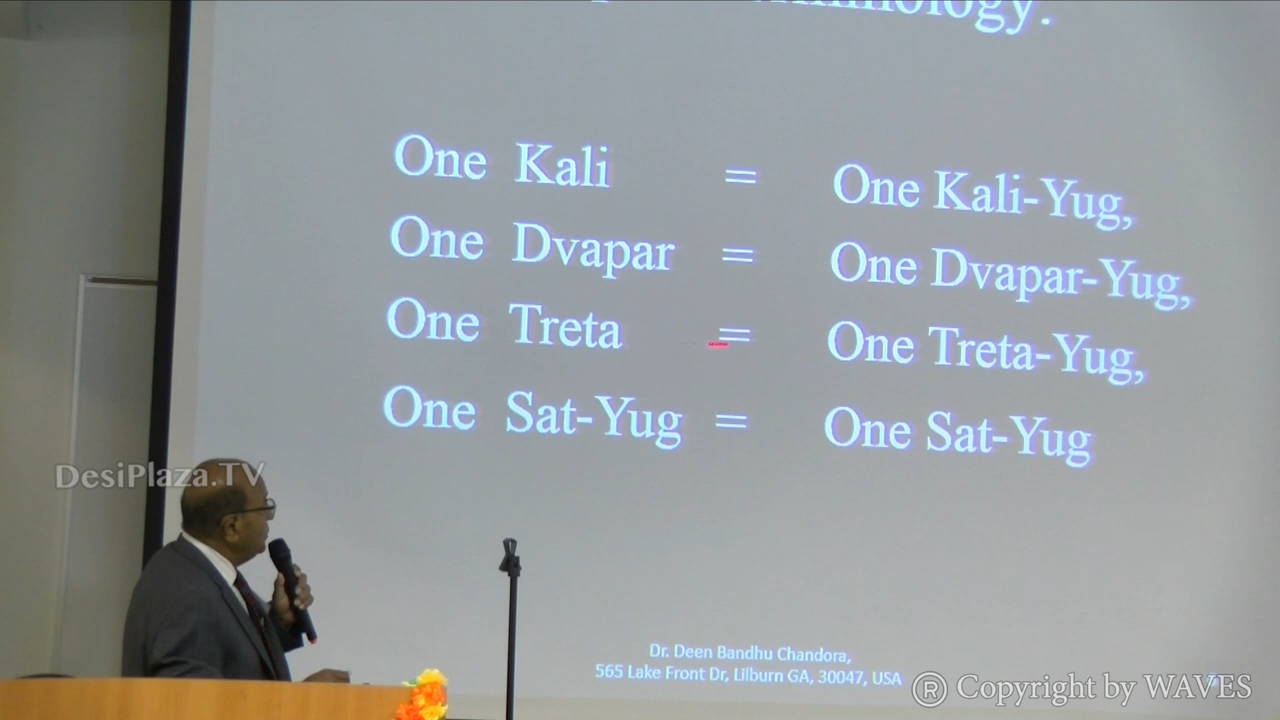 One Kali = One Kali-Yug,
One Dvapar = One Dvapar-Yug,
One Treta = One Treta-Yug,
One Sat-Yug = One Sat-Yug
DesiPlaza.TV
Dr. Deen Bandhu Chandora,
565 Lake Front Dr, Lilburn GA, 30047, USA
® Copyright by WAVES